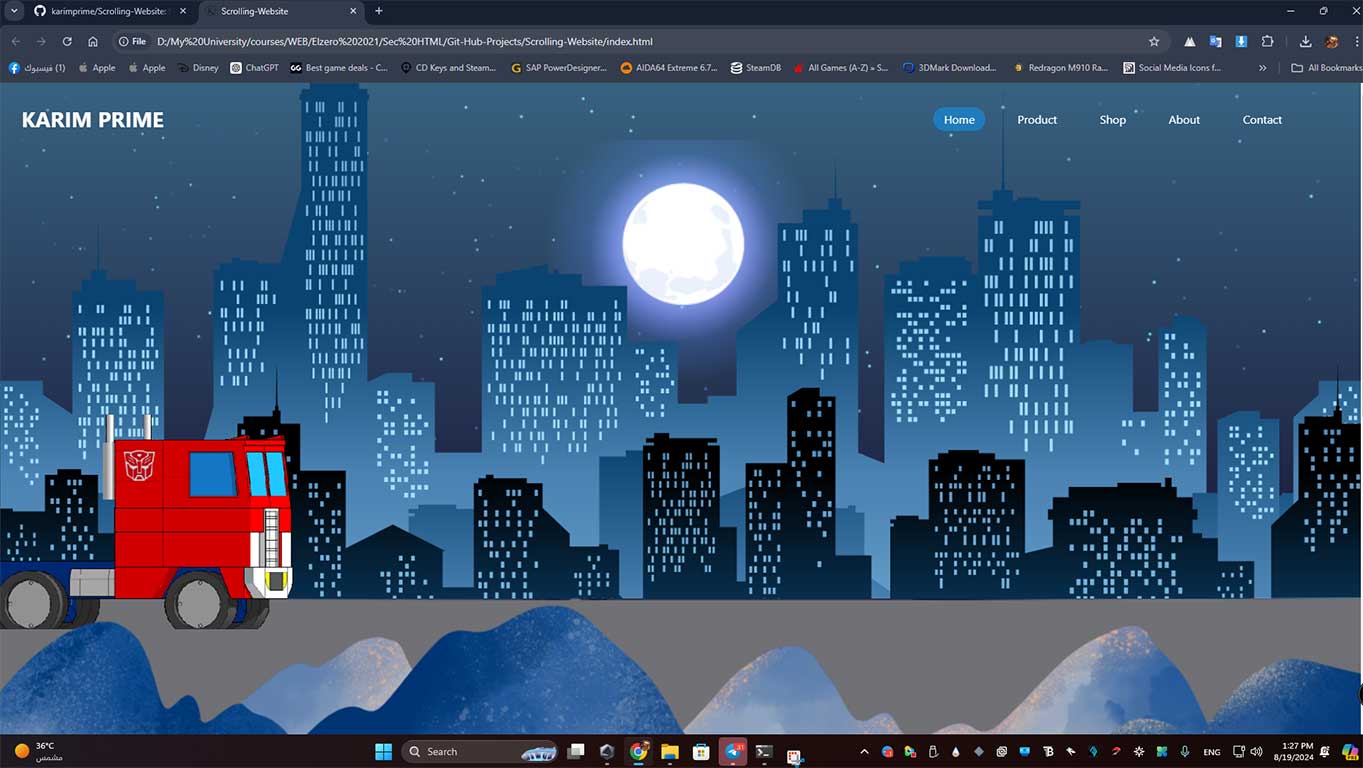 karimprime/Scrolling-Website:
Scrolling-Website
File
D:/My%20University/courses/WEB/Elzero%202021/Sec%20HTML/Git-Hub-Projects/Scrolling-Website/index.html
(1) فيسبوك
Apple
Apple
Disney
ChatGPT
Best game deals - C...
CD Keys and Steam...
SAP PowerDesigner...
AIDA64 Extreme 6.7...
SteamDB
All Games (A-Z) » S...
3DMark Download...
Redragon M910 Ra...
Social Media Icons f...
All Bookmarks
KARIM PRIME
Home
Product
Shop
About
Contact
36°C
مشمس
Search
ENG
1:27 PM
8/19/2024